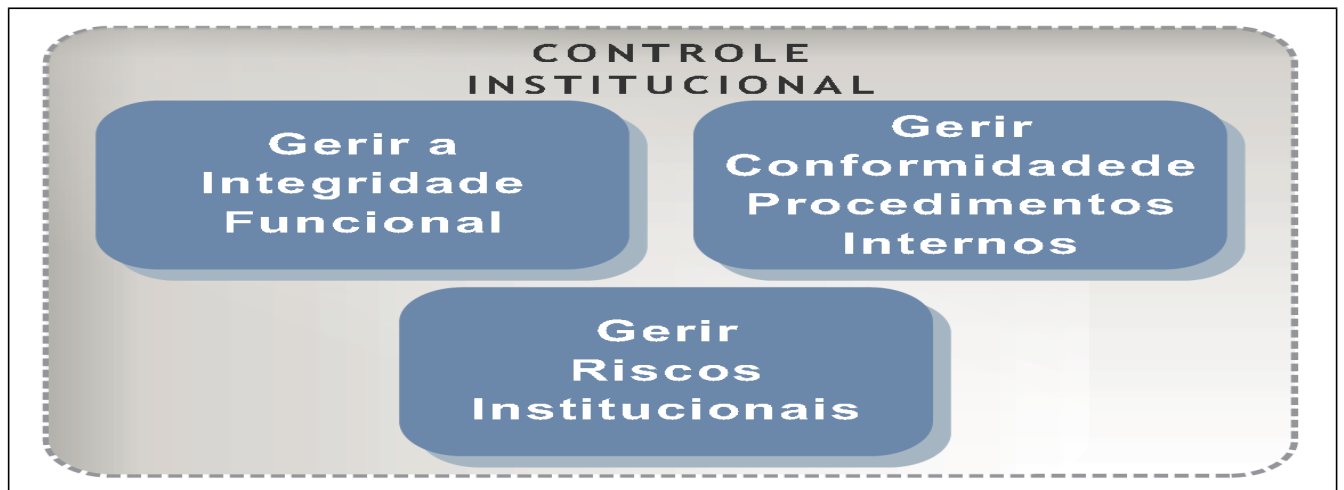 CONTROLE
INSTITUCIONAL
Gerir a
Integridade
Funcional
Gerir
Conformidadede
Procedimentos
Internos
Gerir
Riscos
Institucionais